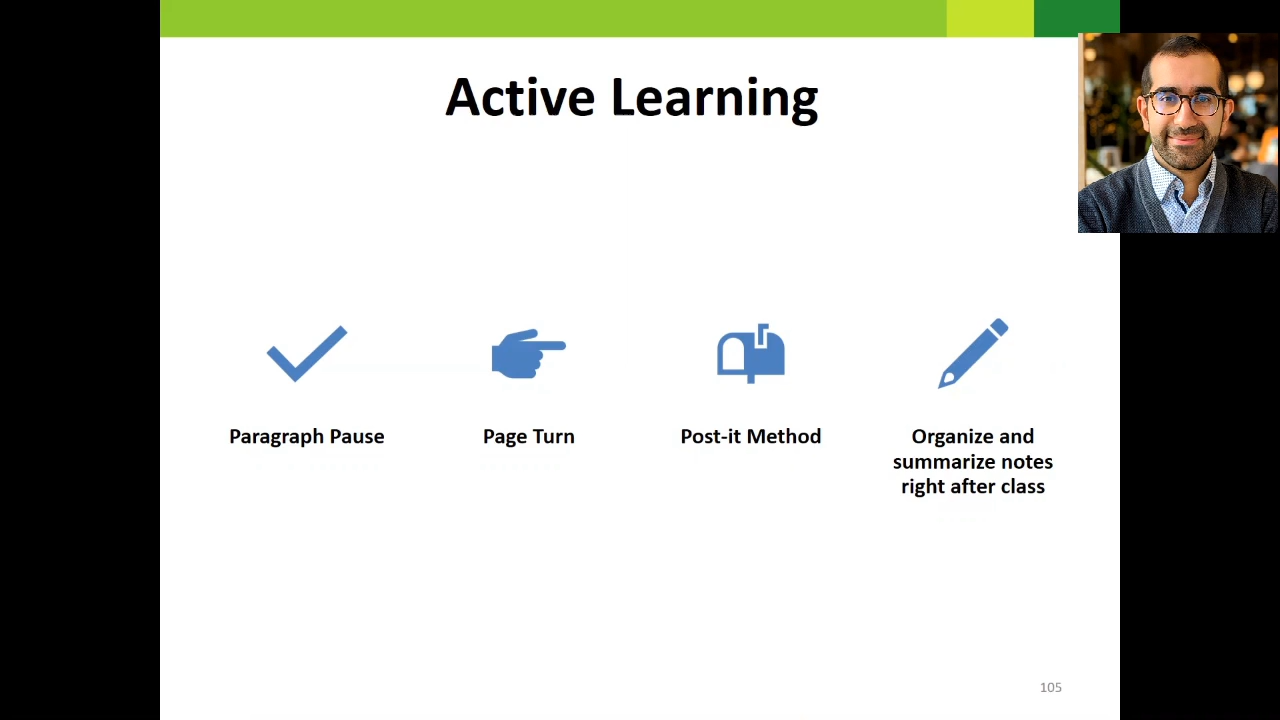 Active Learning
Paragraph Pause
Page Turn
Post-it Method
Organize and
summarize notes
right after class
105